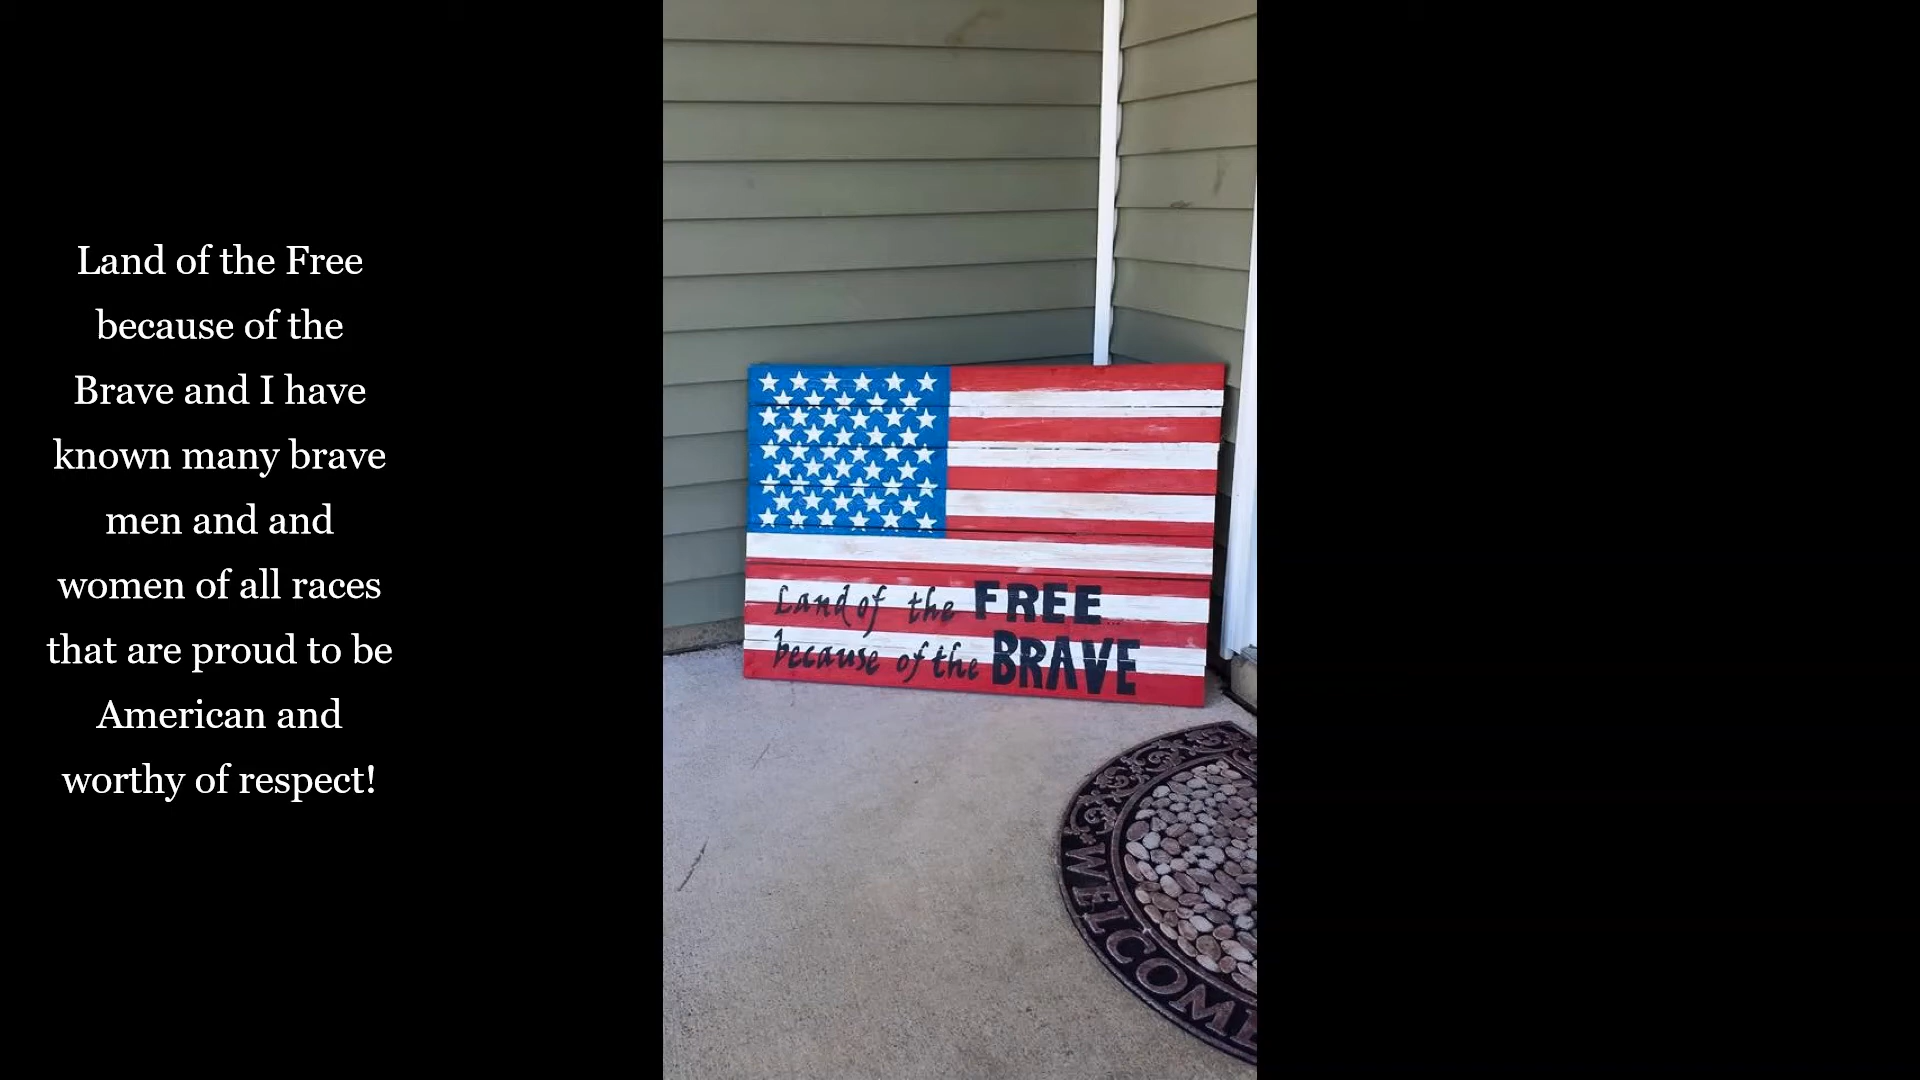 Land of the Free
because of the
Brave and I have
known many brave
men and and
women of all races
that are proud to be
American and
worthy of respect!
Land of the FREE...
because of the BRAVE
WELCOME